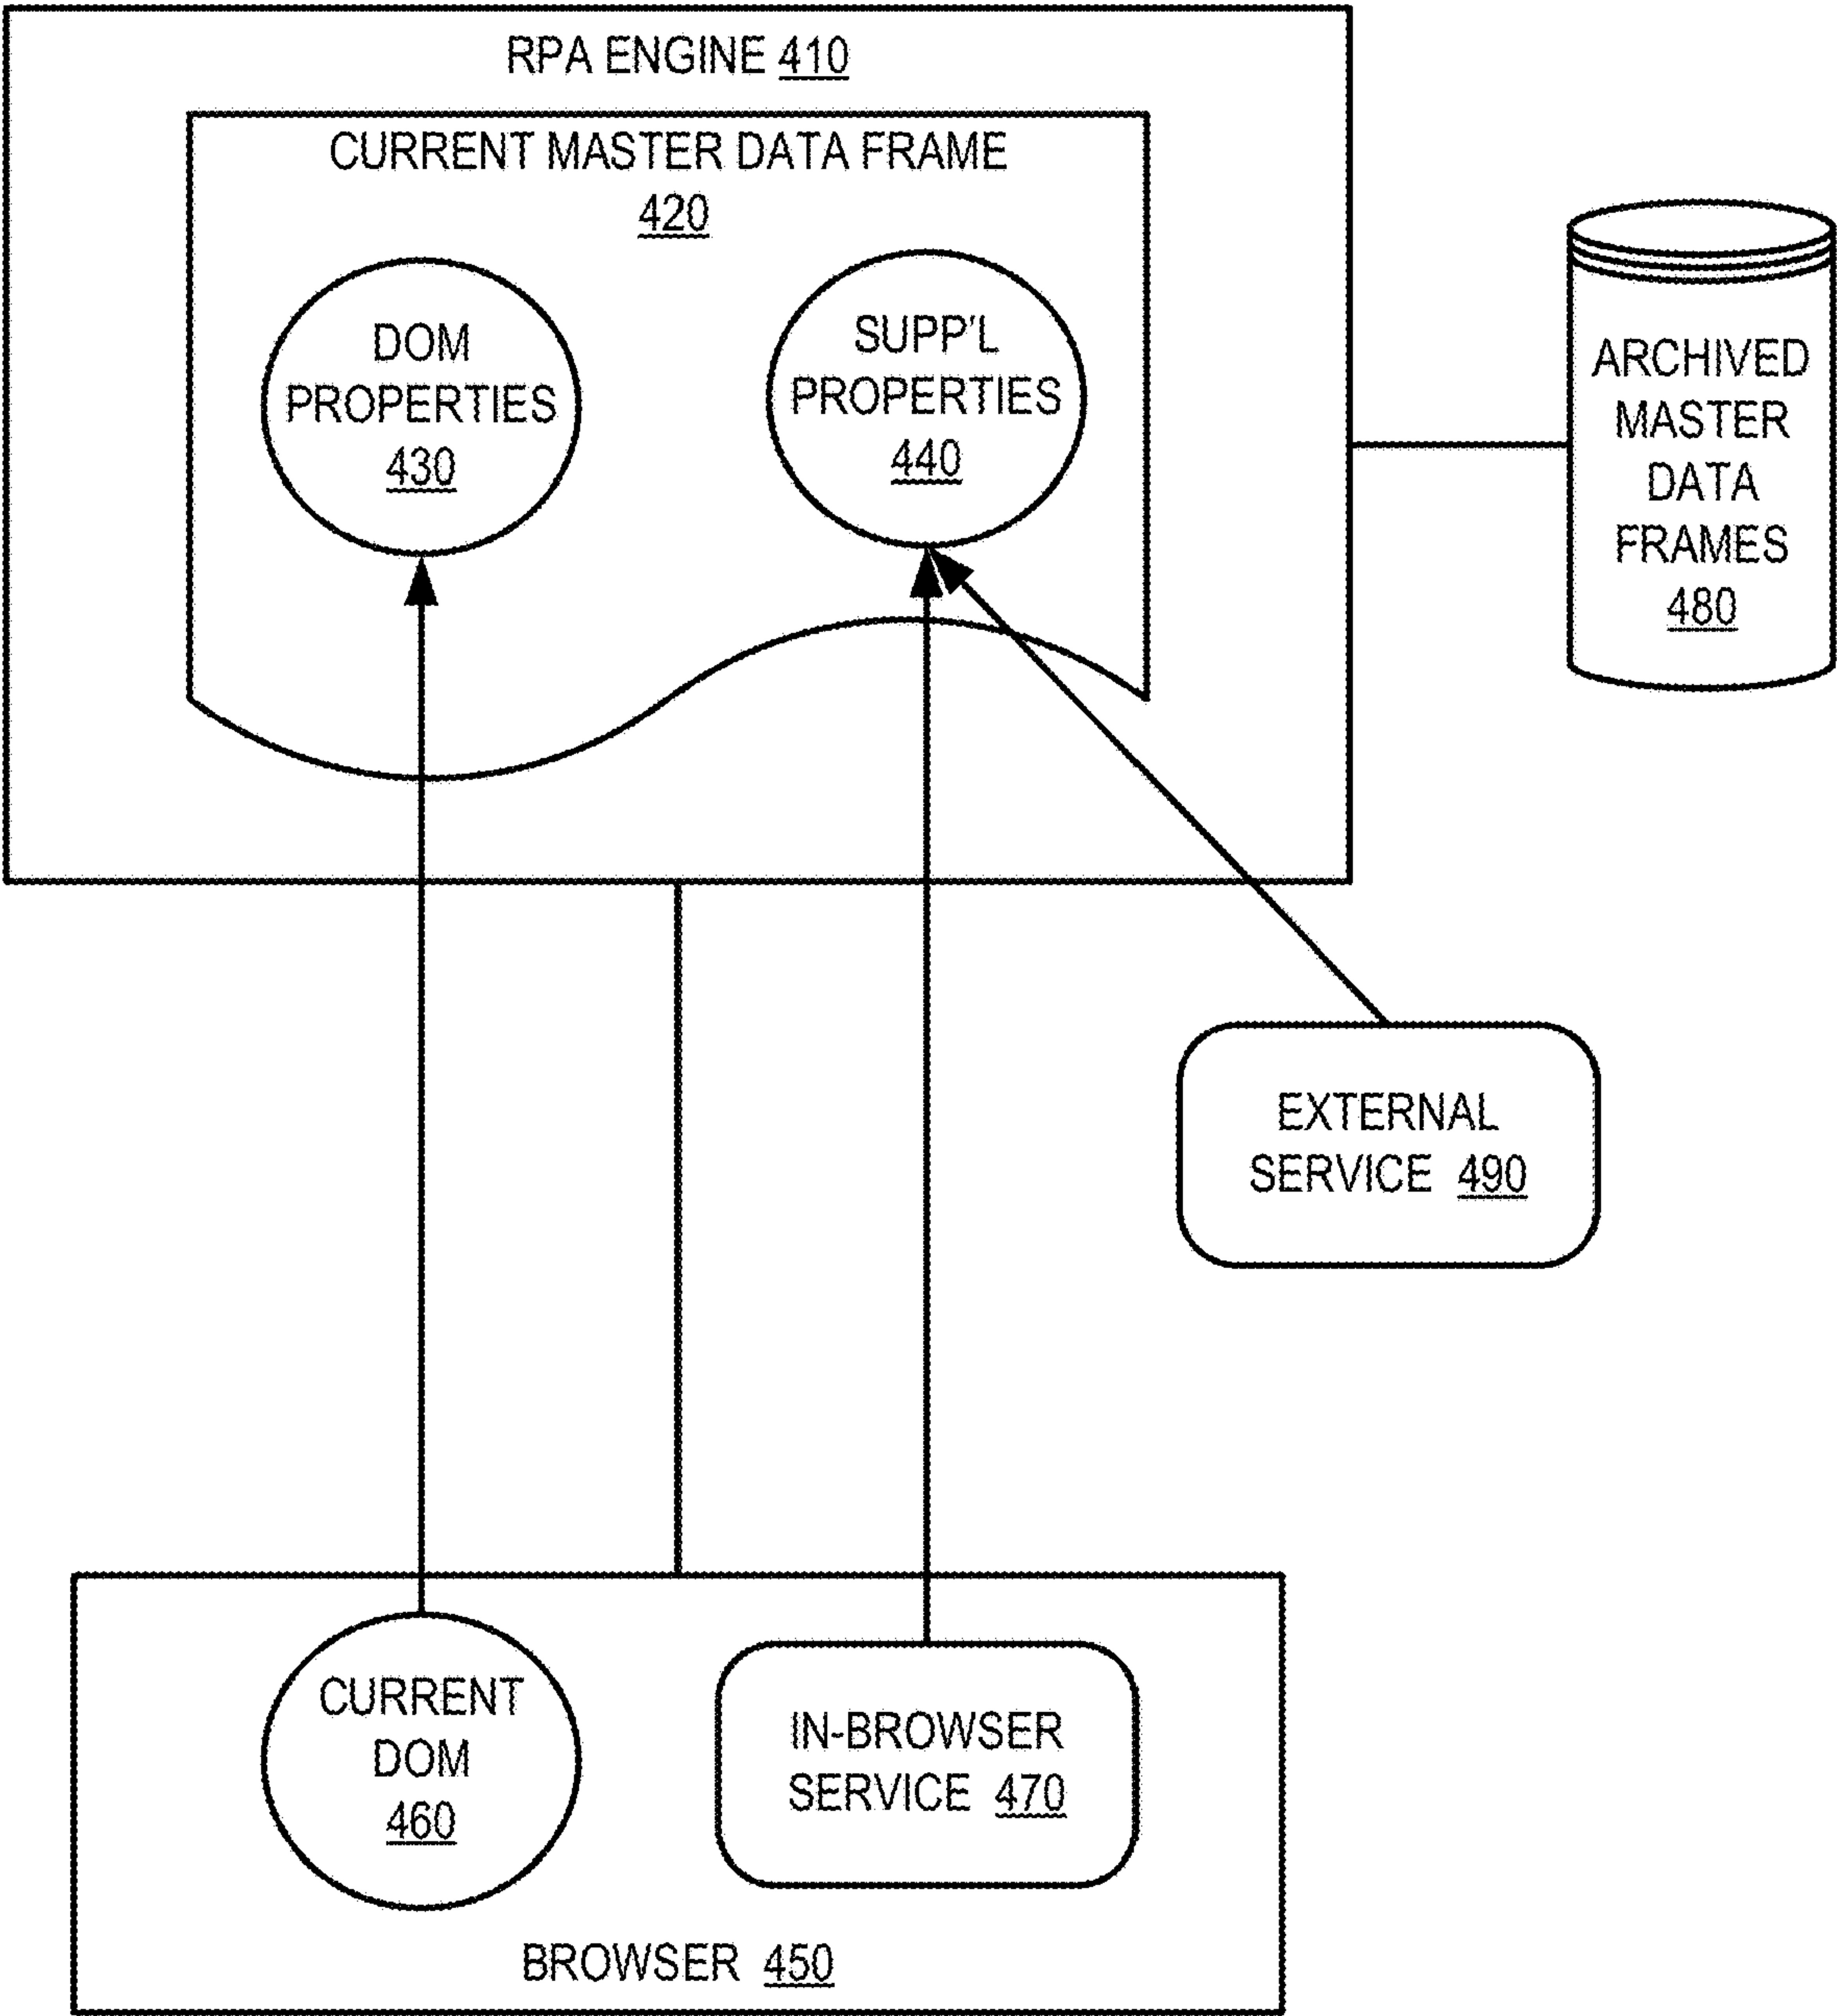 RPA ENGINE 410
CURRENT MASTER DATA FRAME
420
DOM
PROPERTIES
430
SUPP'L
PROPERTIES
440
ARCHIVED
MASTER
DATA
FRAMES
480
EXTERNAL
SERVICE 490
CURRENT
DOM
460
IN-BROWSER
SERVICE 470
BROWSER 450